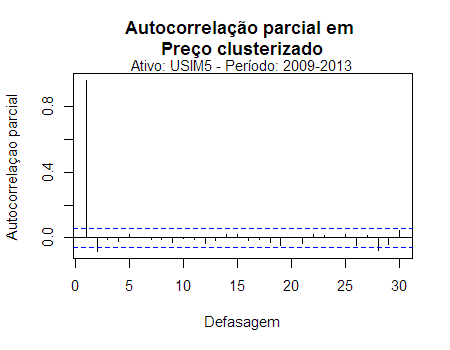 Autocorrelação parcial em
Preço clusterizado
Ativo: USIM5 - Período: 2009-2013
Autocorrelaçao parcial
0.8
0.4
0.0
0 5 10 15 20 25 30
Defasagem